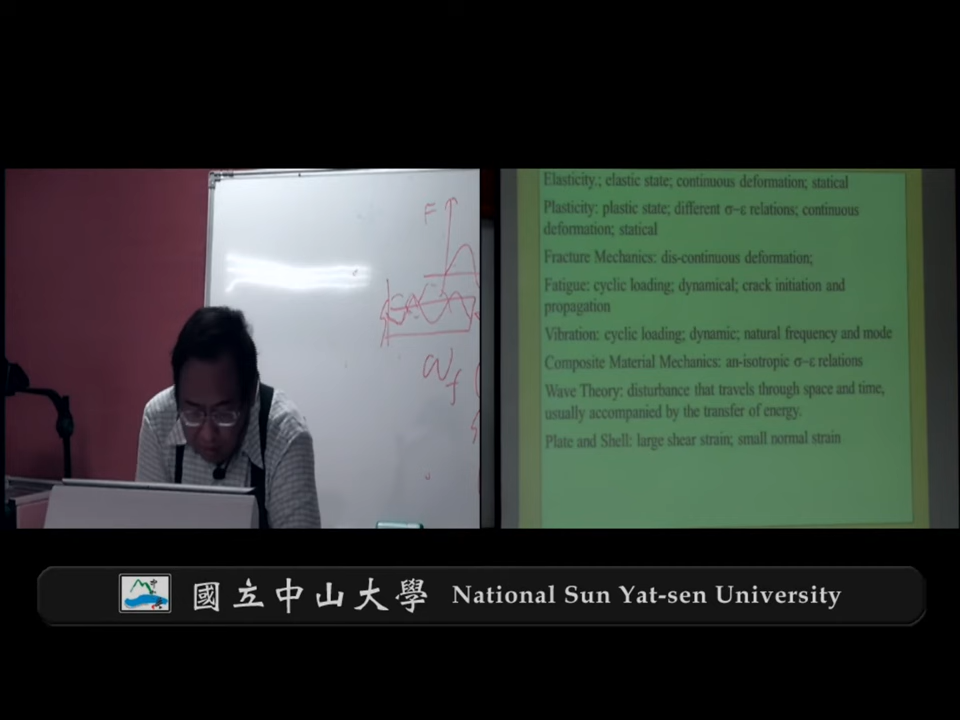 F
ω_f
Elasticity.; elastic state; continuous deformation; statical
Plasticity: plastic state; different σ−ε relations; continuous
deformation; statical
Fracture Mechanics: dis-continuous deformation;
Fatigue: cyclic loading; dynamical; crack initiation and
propagation
Vibration: cyclic loading; dynamic; natural frequency and mode
Composite Material Mechanics: an-isotropic σ−ε relations
Wave Theory: disturbance that travels through space and time,
usually accompanied by the transfer of energy.
Plate and Shell: large shear strain; small normal strain
國立中山大學 National Sun Yat-sen University